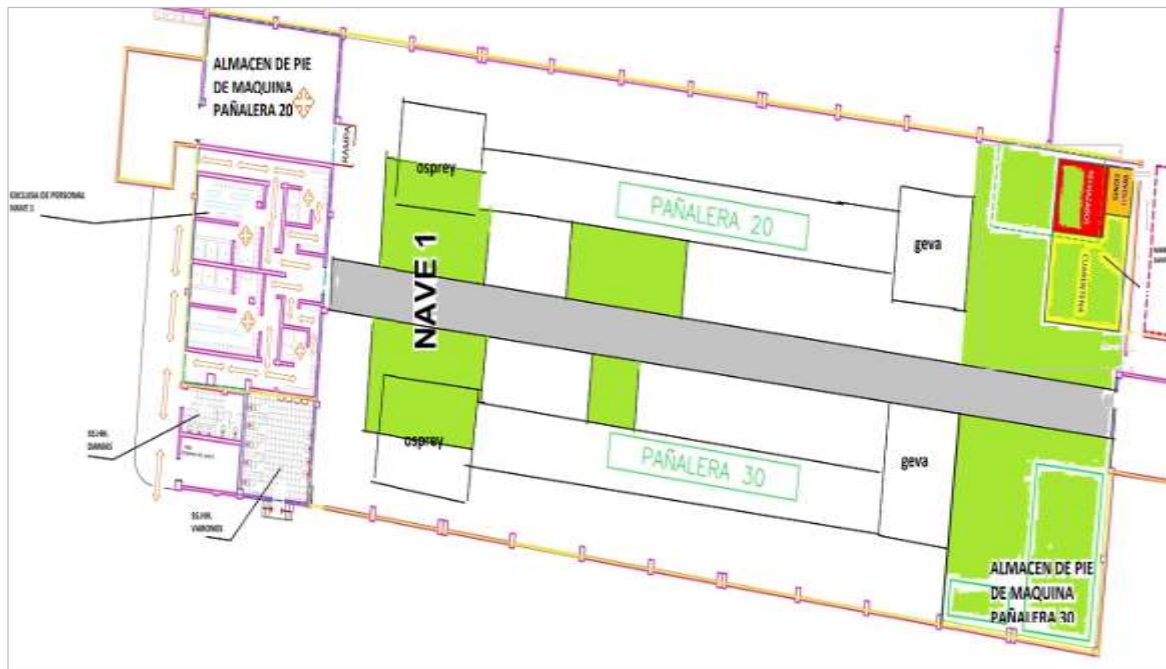 ALMACEN DE PIE
DE MAQUINA
PAÑALERA 20
RAMPA
EXCLUSA DE PERSONAL
NAVE 1
osprey
PAÑALERA 20
geva
NAVE 1
RECHAZADOS
CUARENTENA
osprey
PAÑALERA 30
geva
SS.HH.
DAMAS
SS.HH.
VARONES
ALMACEN DE PIE
DE MAQUINA
PAÑALERA 30